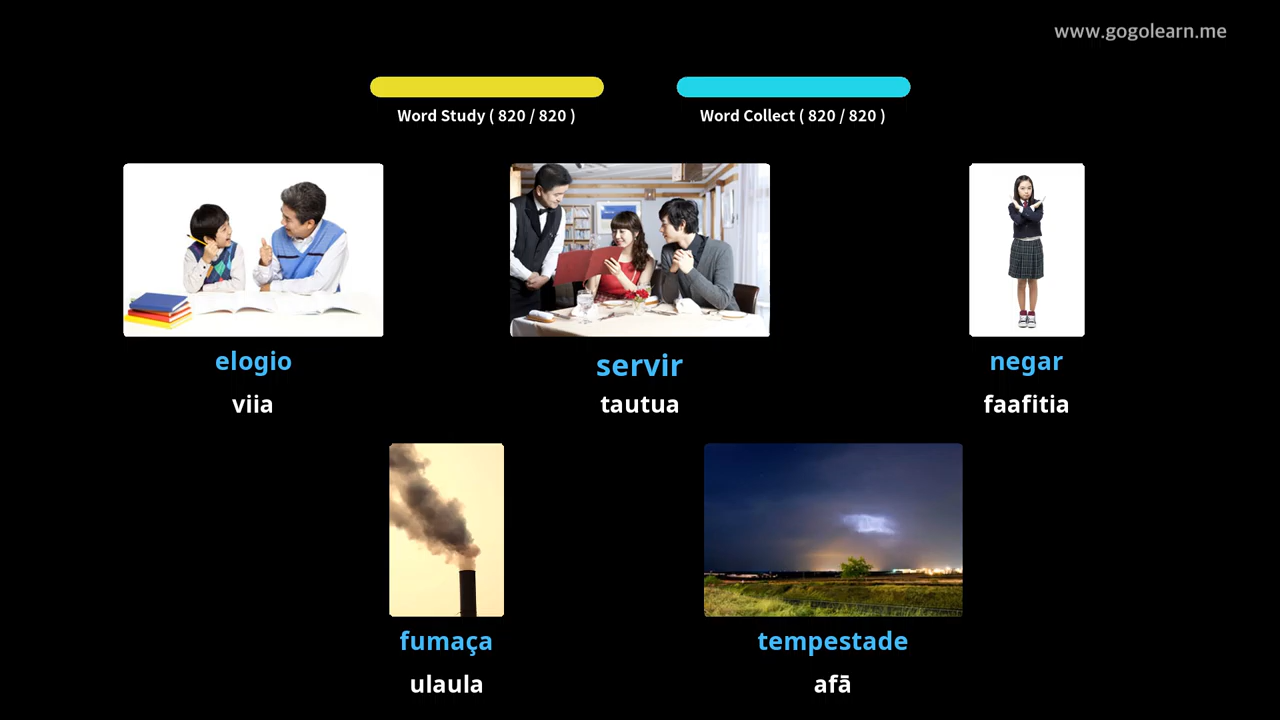 www.gogolearn.me
Word Study ( 820 / 820 )
Word Collect ( 820 / 820 )
elogio
viia
servir
tautua
negar
faafitia
fumaça
ulaula
tempestade
afā